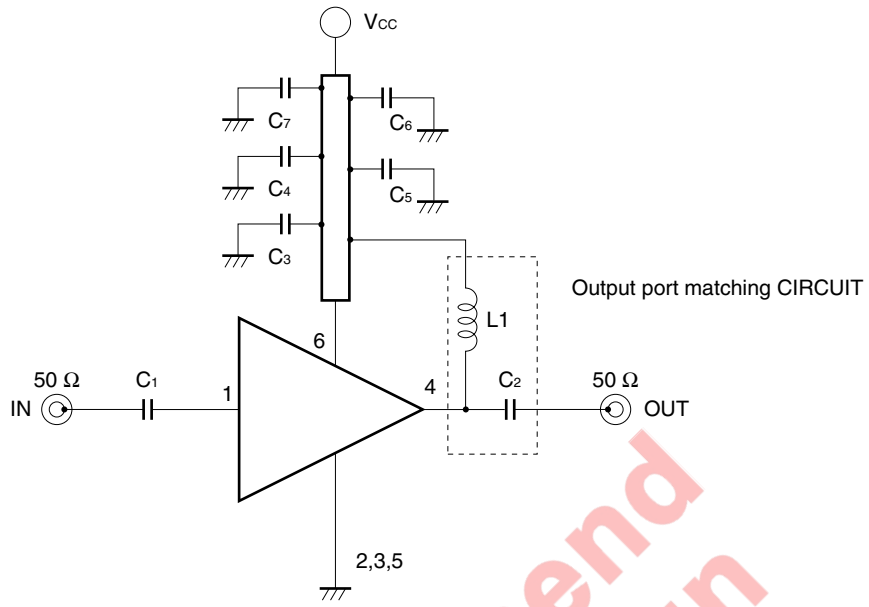 VCC
C7
C6
C4
C5
C3
Output port matching CIRCUIT
L1
6
50 Ω
C1
1
4
C2
50 Ω
IN
OUT
2,3,5
end